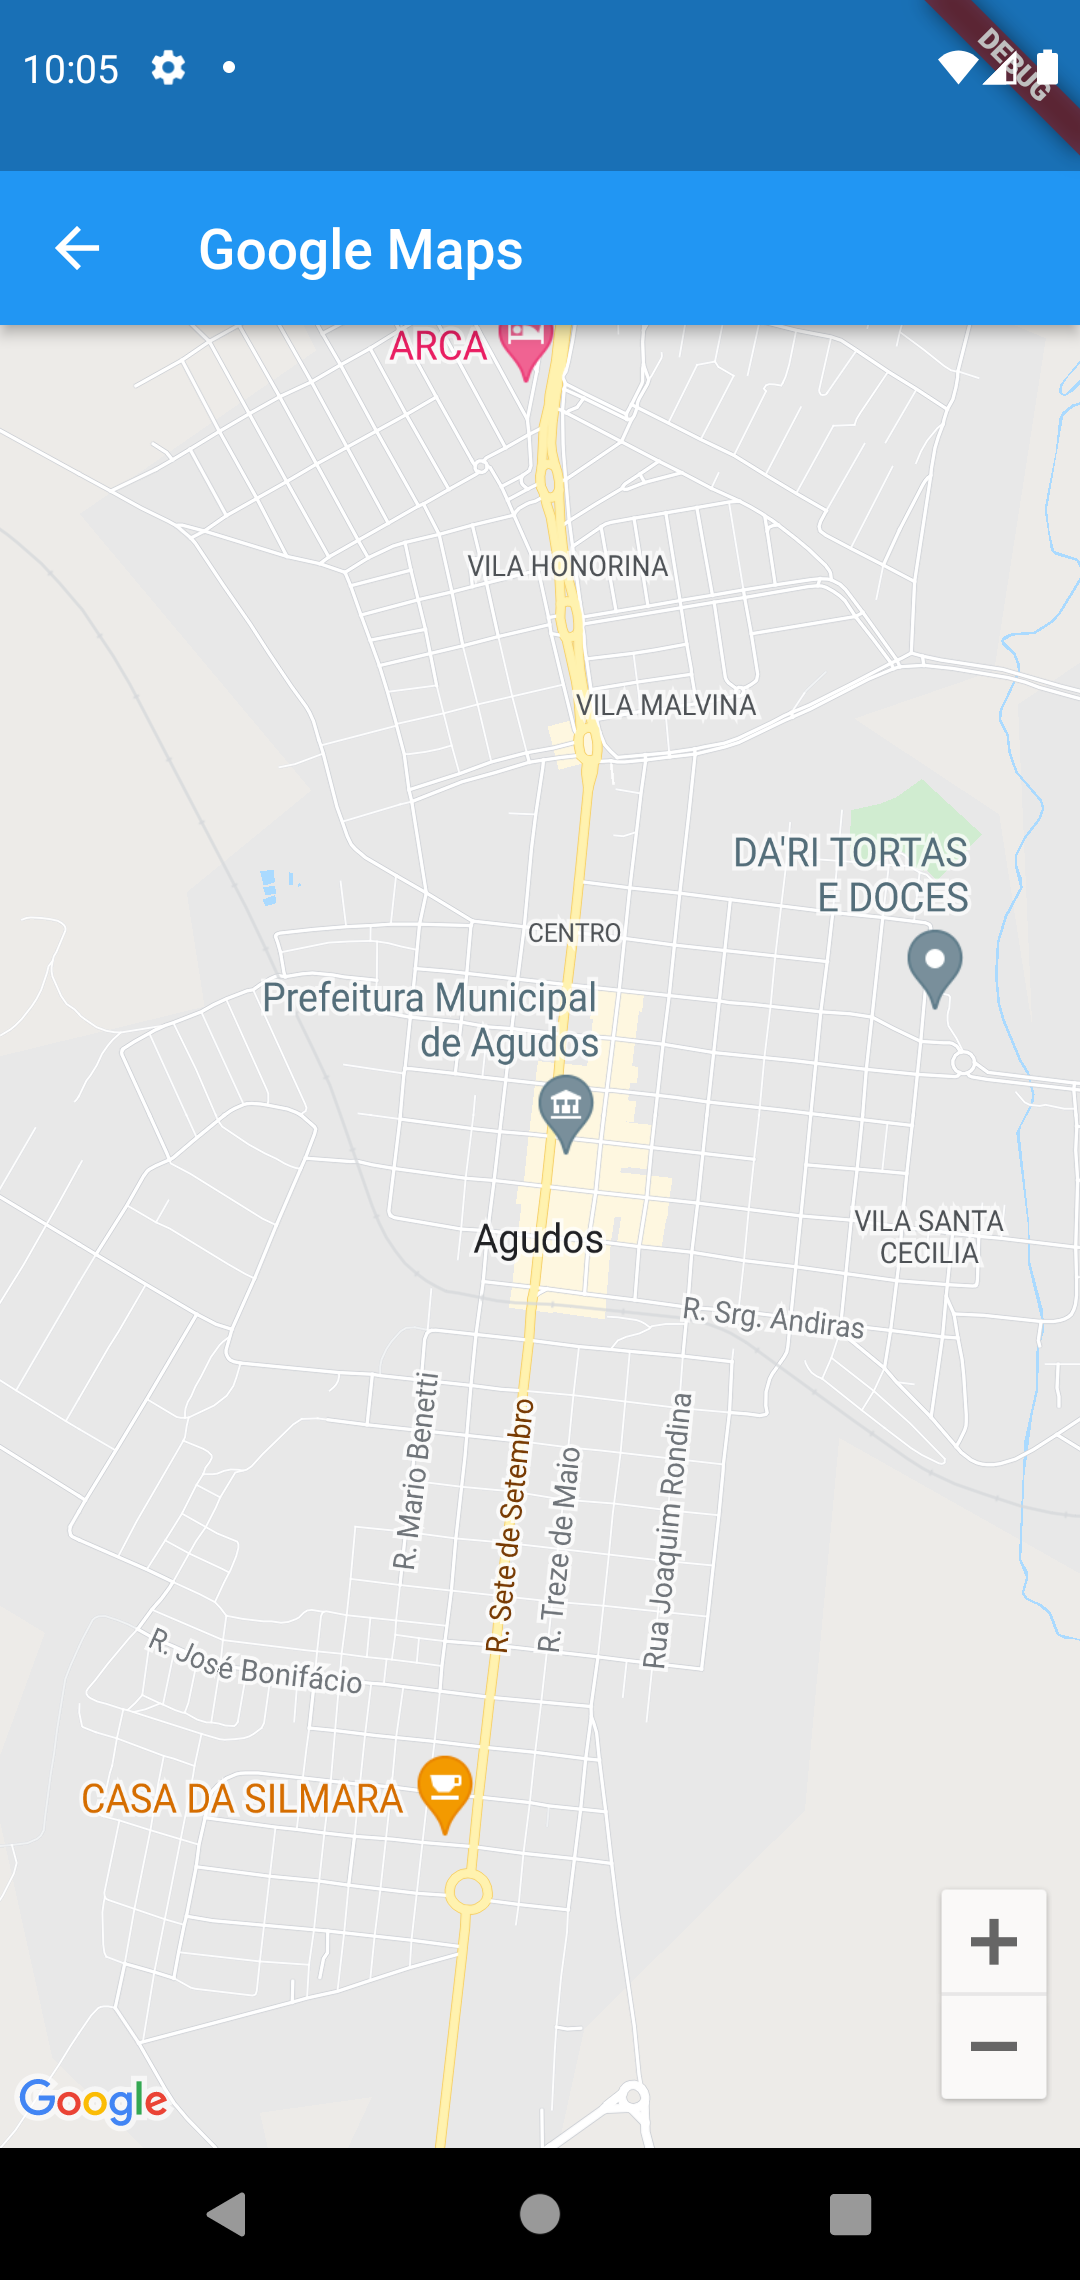 10:05
DEBUG
Google Maps
ARCA
VILA HONORINA
VILA MALVINA
DA'RI TORTAS
E DOCES
CENTRO
Prefeitura Municipal
de Agudos
VILA SANTA
CECILIA
Agudos
R. Srg. Andiras
R. Mario Benetti
R. Sete de Setembro
R. Treze de Maio
Rua Joaquim Rondina
R. José Bonifácio
CASA DA SILMARA
Google